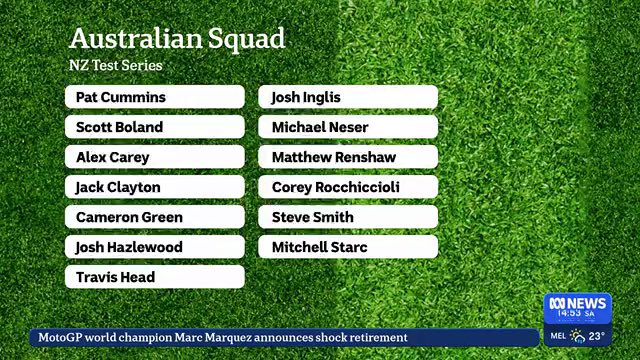 Australian Squad
NZ Test Series
Pat Cummins
Scott Boland
Alex Carey
Jack Clayton
Cameron Green
Josh Hazlewood
Travis Head
Josh Inglis
Michael Neser
Matthew Renshaw
Corey Rocchiccioli
Steve Smith
Mitchell Starc
NEWS
14:53 SA
MEL 23°
MotoGP world champion Marc Marquez announces shock retirement